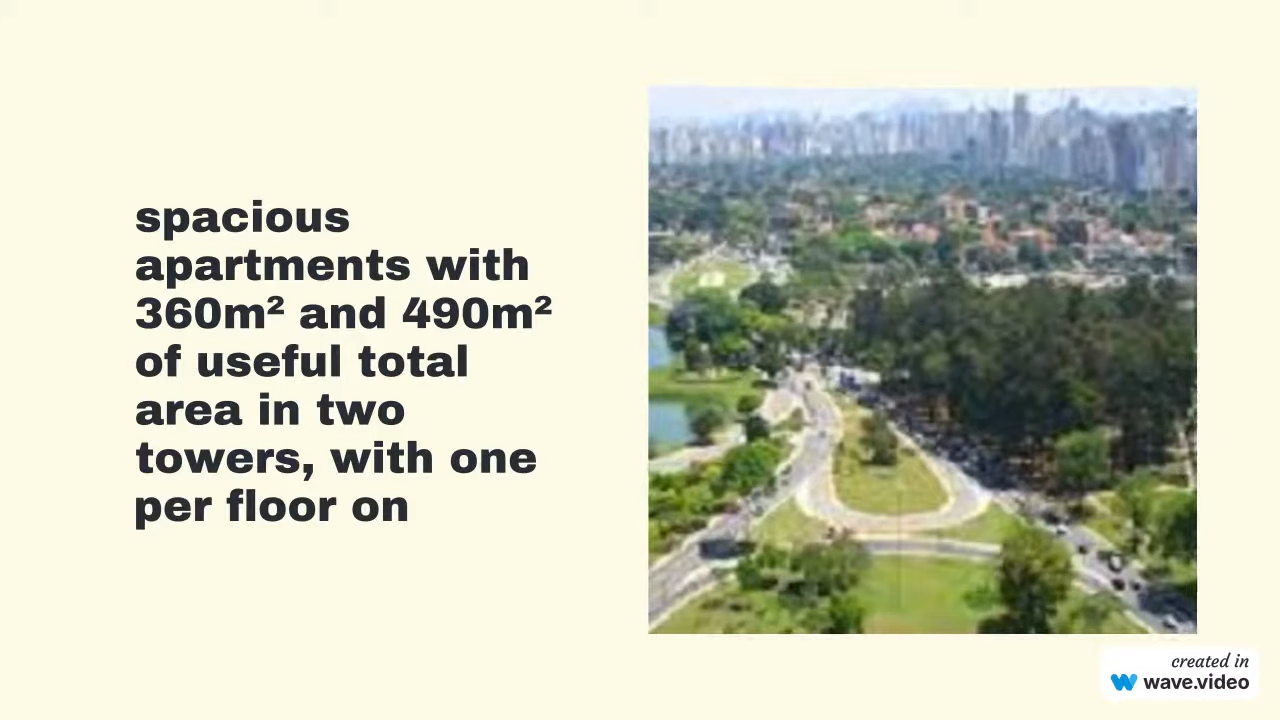 spacious
apartments with
360m² and 490m²
of useful total
area in two
towers, with one
per floor on
created in
wave.video